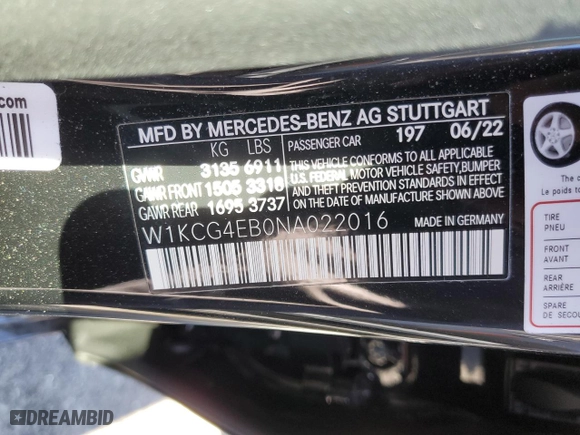 .com
MFD BY MERCEDES-BENZ AG STUTTGART
KG LBS PASSENGER CAR 197 06/22
GVWR 3135 6911
GAWR FRONT 1505 3318
GAWR REAR 1695 3737
THIS VEHICLE CONFORMS TO ALL APPLICABLE
U.S. FEDERAL MOTOR VEHICLE SAFETY, BUMPER
AND THEFT PREVENTION STANDARDS IN EFFECT
ON THE DATE OF MANUFACTURE SHOWN ABOVE
W1KCG4EB0NA022016 MADE IN GERMANY
The
Le poids
TIRE
PNEU
FRONT
AVANT
REAR
ARRIÈRE
SPARE
DE SECOU
DREAMBID